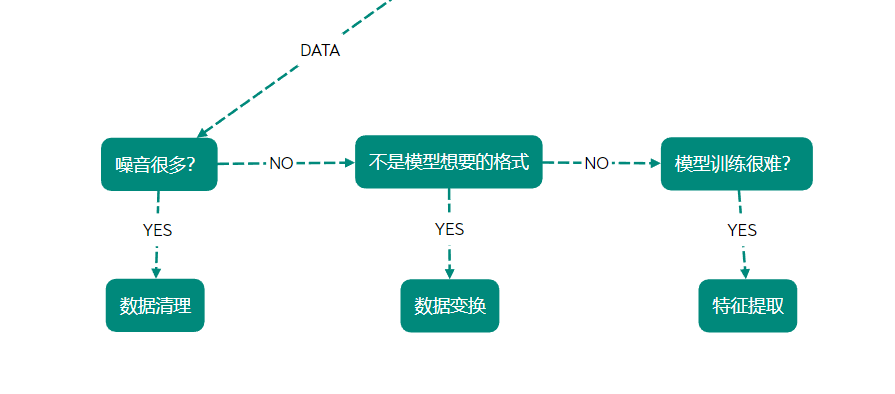 DATA
噪音很多？
NO
不是模型想要的格式
NO
模型训练很难？
YES
YES
YES
数据清理
数据变换
特征提取